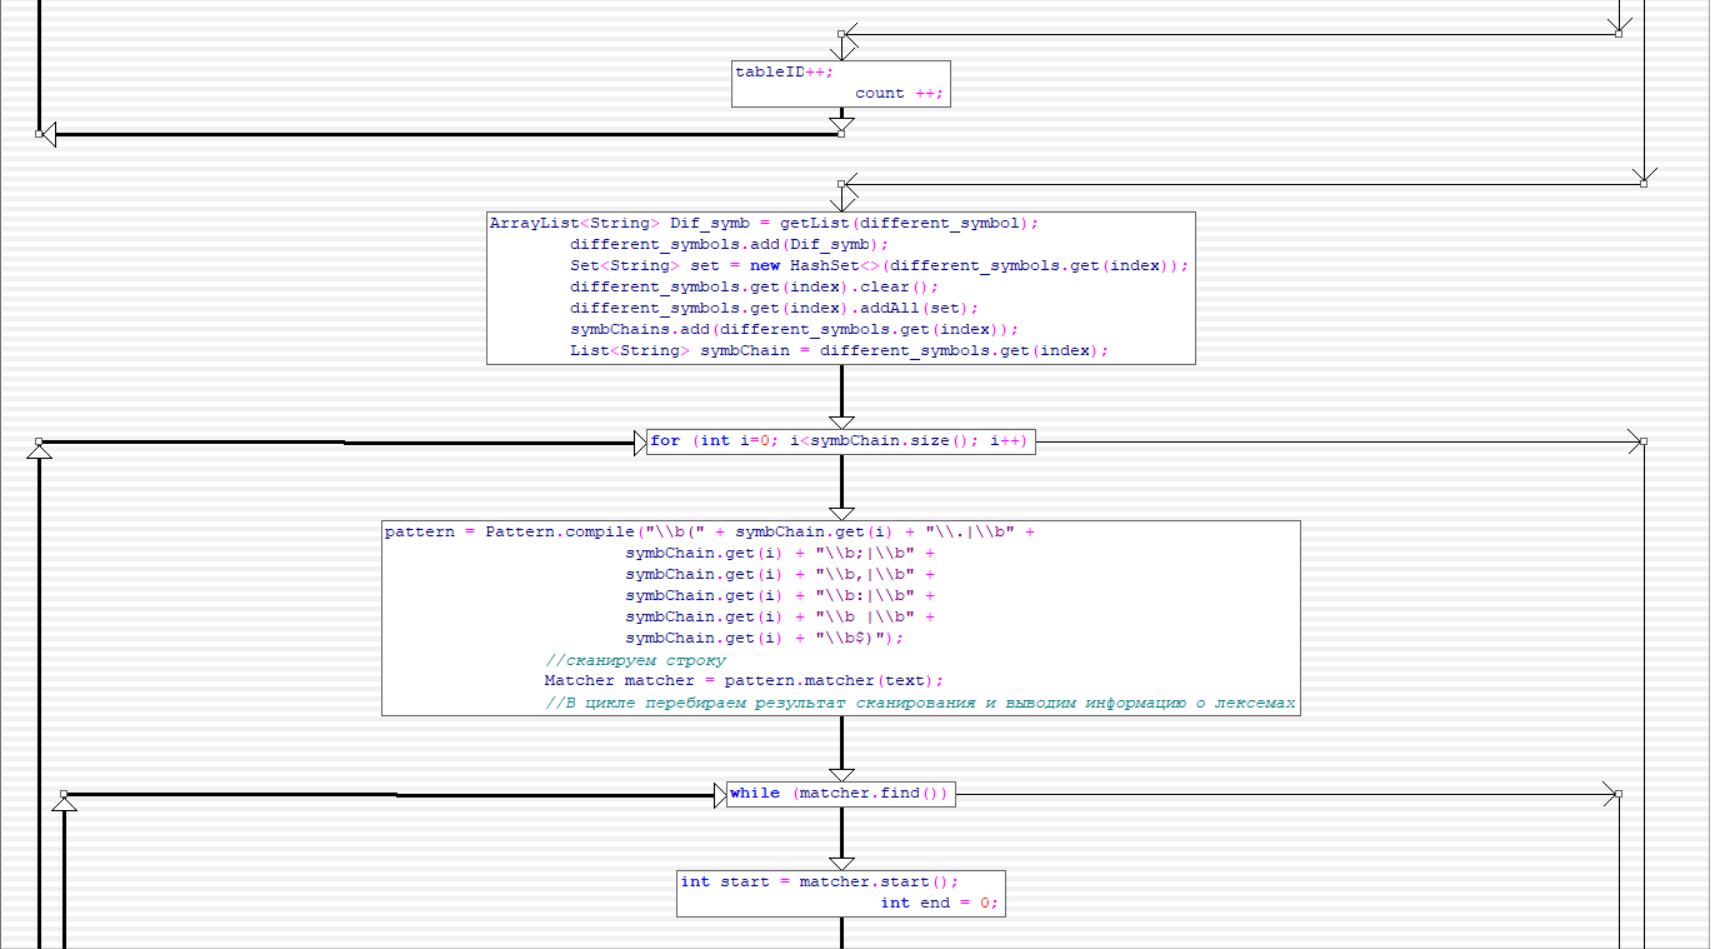 tableID++;
count ++;
ArrayList<String> Dif_symb = getList(different_symbol);
different_symbols.add(Dif_symb);
Set<String> set = new HashSet<>(different_symbols.get(index));
different_symbols.get(index).clear();
different_symbols.get(index).addAll(set);
symbChains.add(different_symbols.get(index));
List<String> symbChain = different_symbols.get(index);
for (int i=0; i<symbChain.size(); i++)
pattern = Pattern.compile("\\b(" + symbChain.get(i) + "\\.|\\b" +
symbChain.get(i) + "\\b;|\\b" +
symbChain.get(i) + "\\b,|\\b" +
symbChain.get(i) + "\\b:|\\b" +
symbChain.get(i) + "\\b |\\b" +
symbChain.get(i) + "\\b$)");
//сканируем строку
Matcher matcher = pattern.matcher(text);
//В цикле перебираем результат сканирования и выводим информацию о лексемах
while (matcher.find())
int start = matcher.start();
int end = 0;